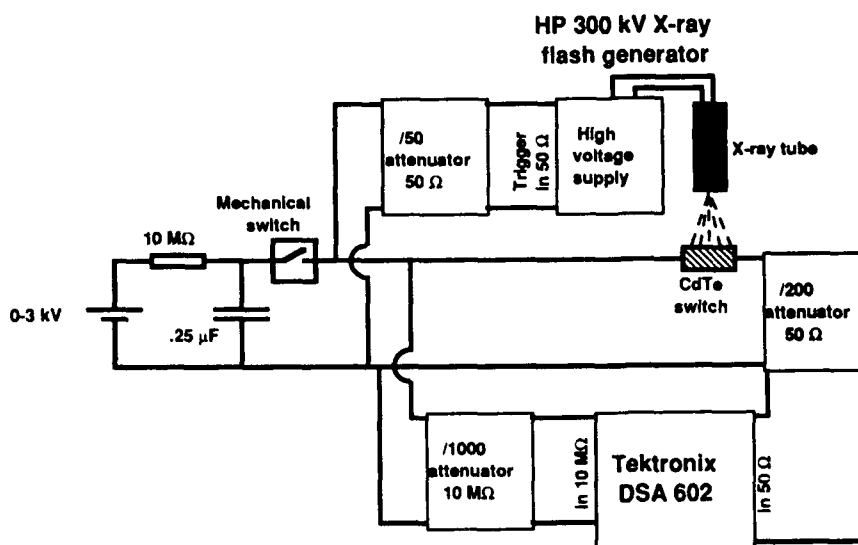 HP 300 kV X-ray
flash generator
/50
attenuator
50 Ω
Trigger
in 50 Ω
High
voltage
supply
X-ray tube
Mechanical
switch
10 MΩ
0-3 kV
.25 µF
CdTe
switch
/200
attenuator
50 Ω
/1000
attenuator
10 MΩ
In 10 MΩ
Tektronix
DSA 602
In 50 Ω